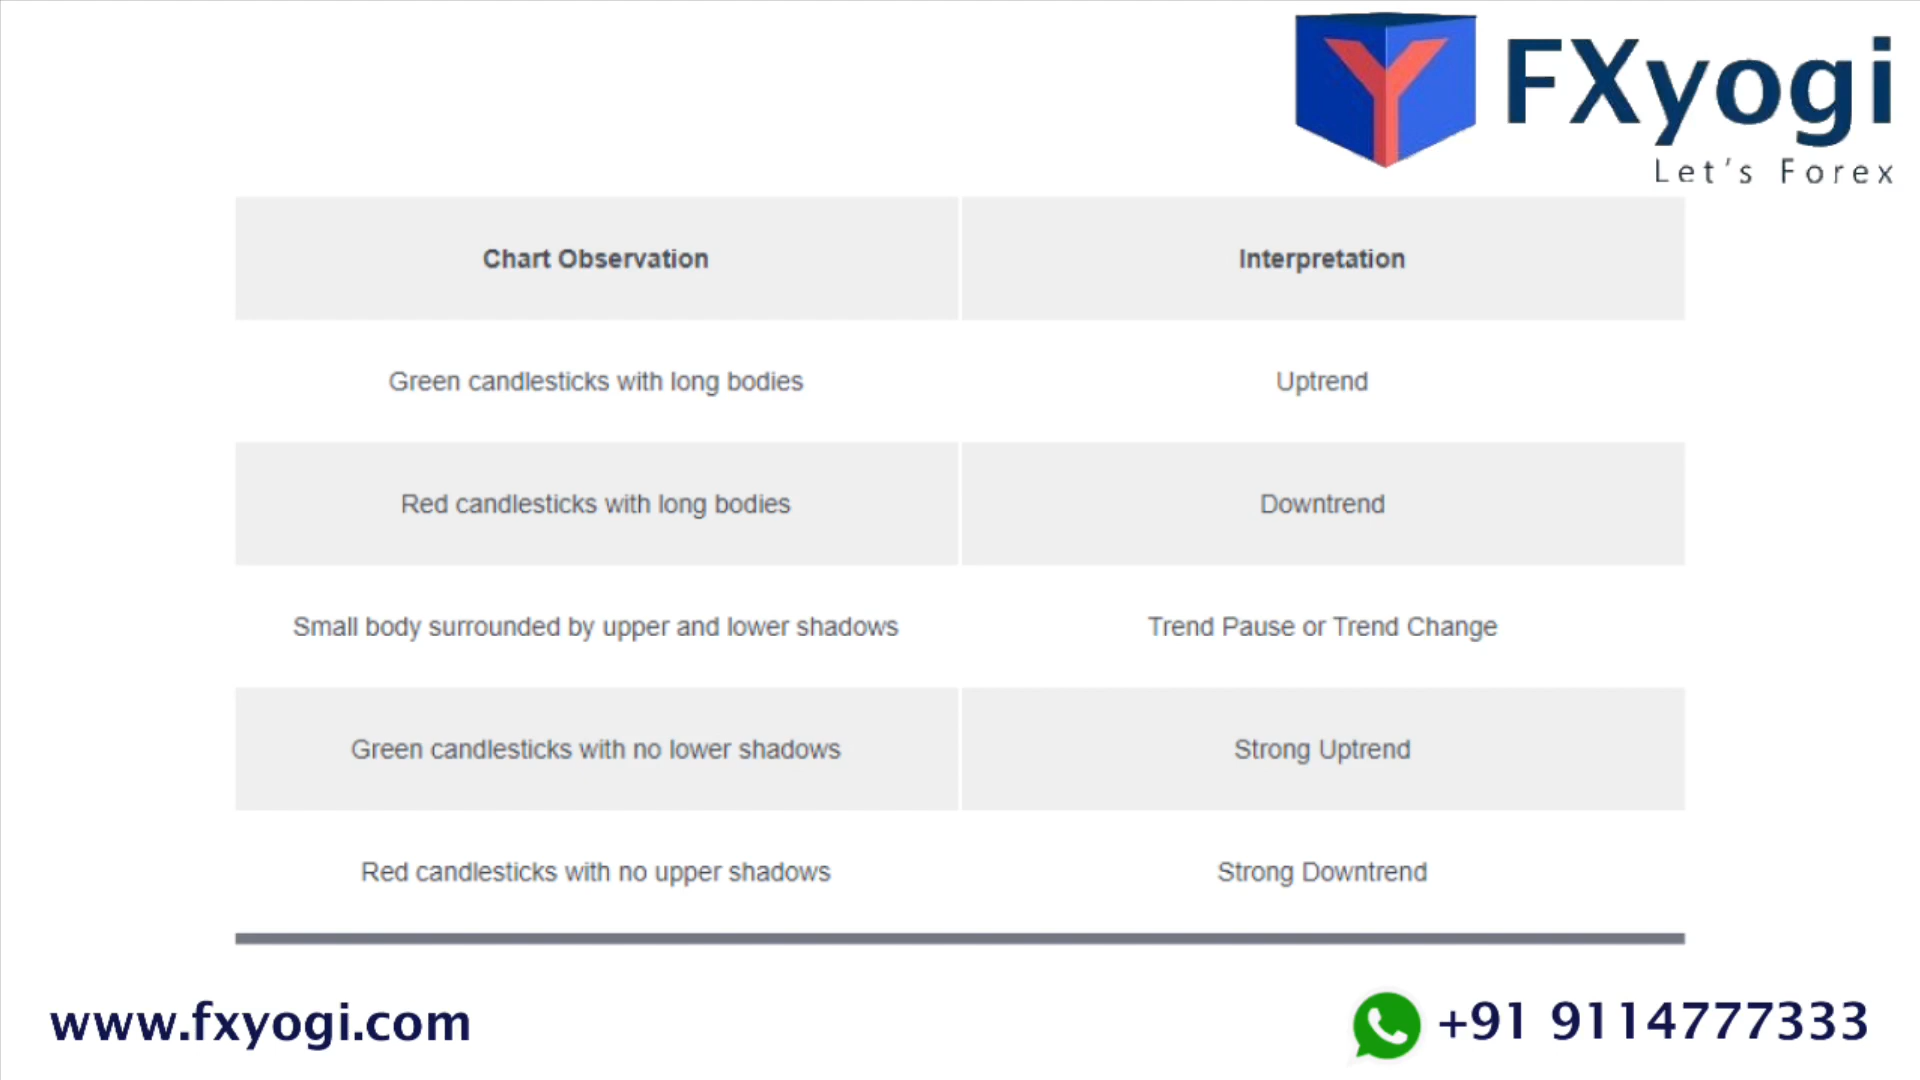 Y FXyogi
Let's Forex
Chart Observation Interpretation
Green candlesticks with long bodies Uptrend
Red candlesticks with long bodies Downtrend
Small body surrounded by upper and lower shadows Trend Pause or Trend Change
Green candlesticks with no lower shadows Strong Uptrend
Red candlesticks with no upper shadows Strong Downtrend
www.fxyogi.com +91 9114777333